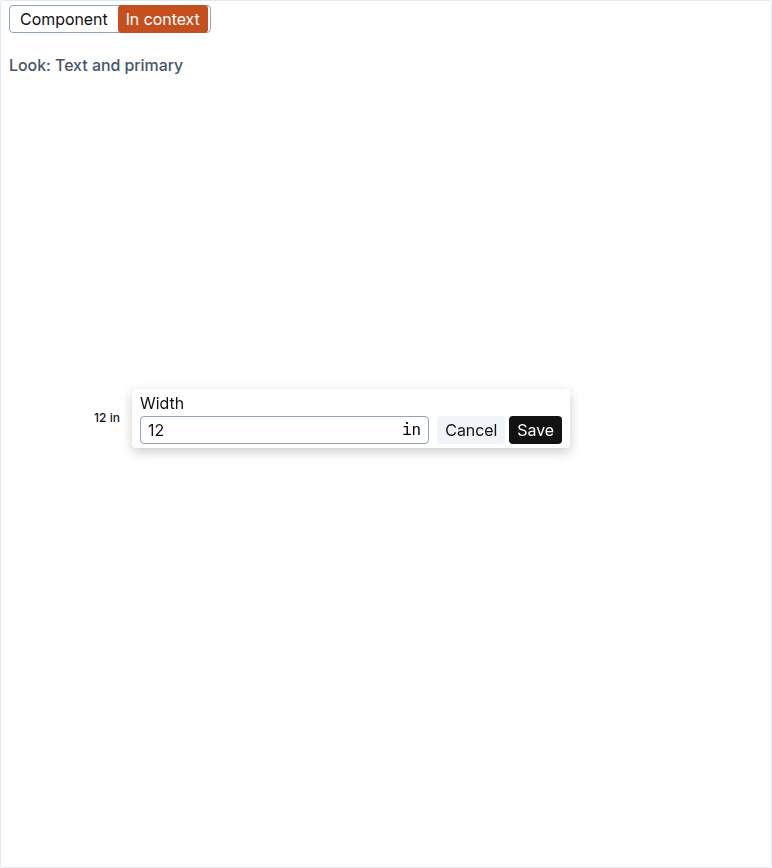 Component In context
Look: Text and primary
12 in
Width
12 in Cancel Save